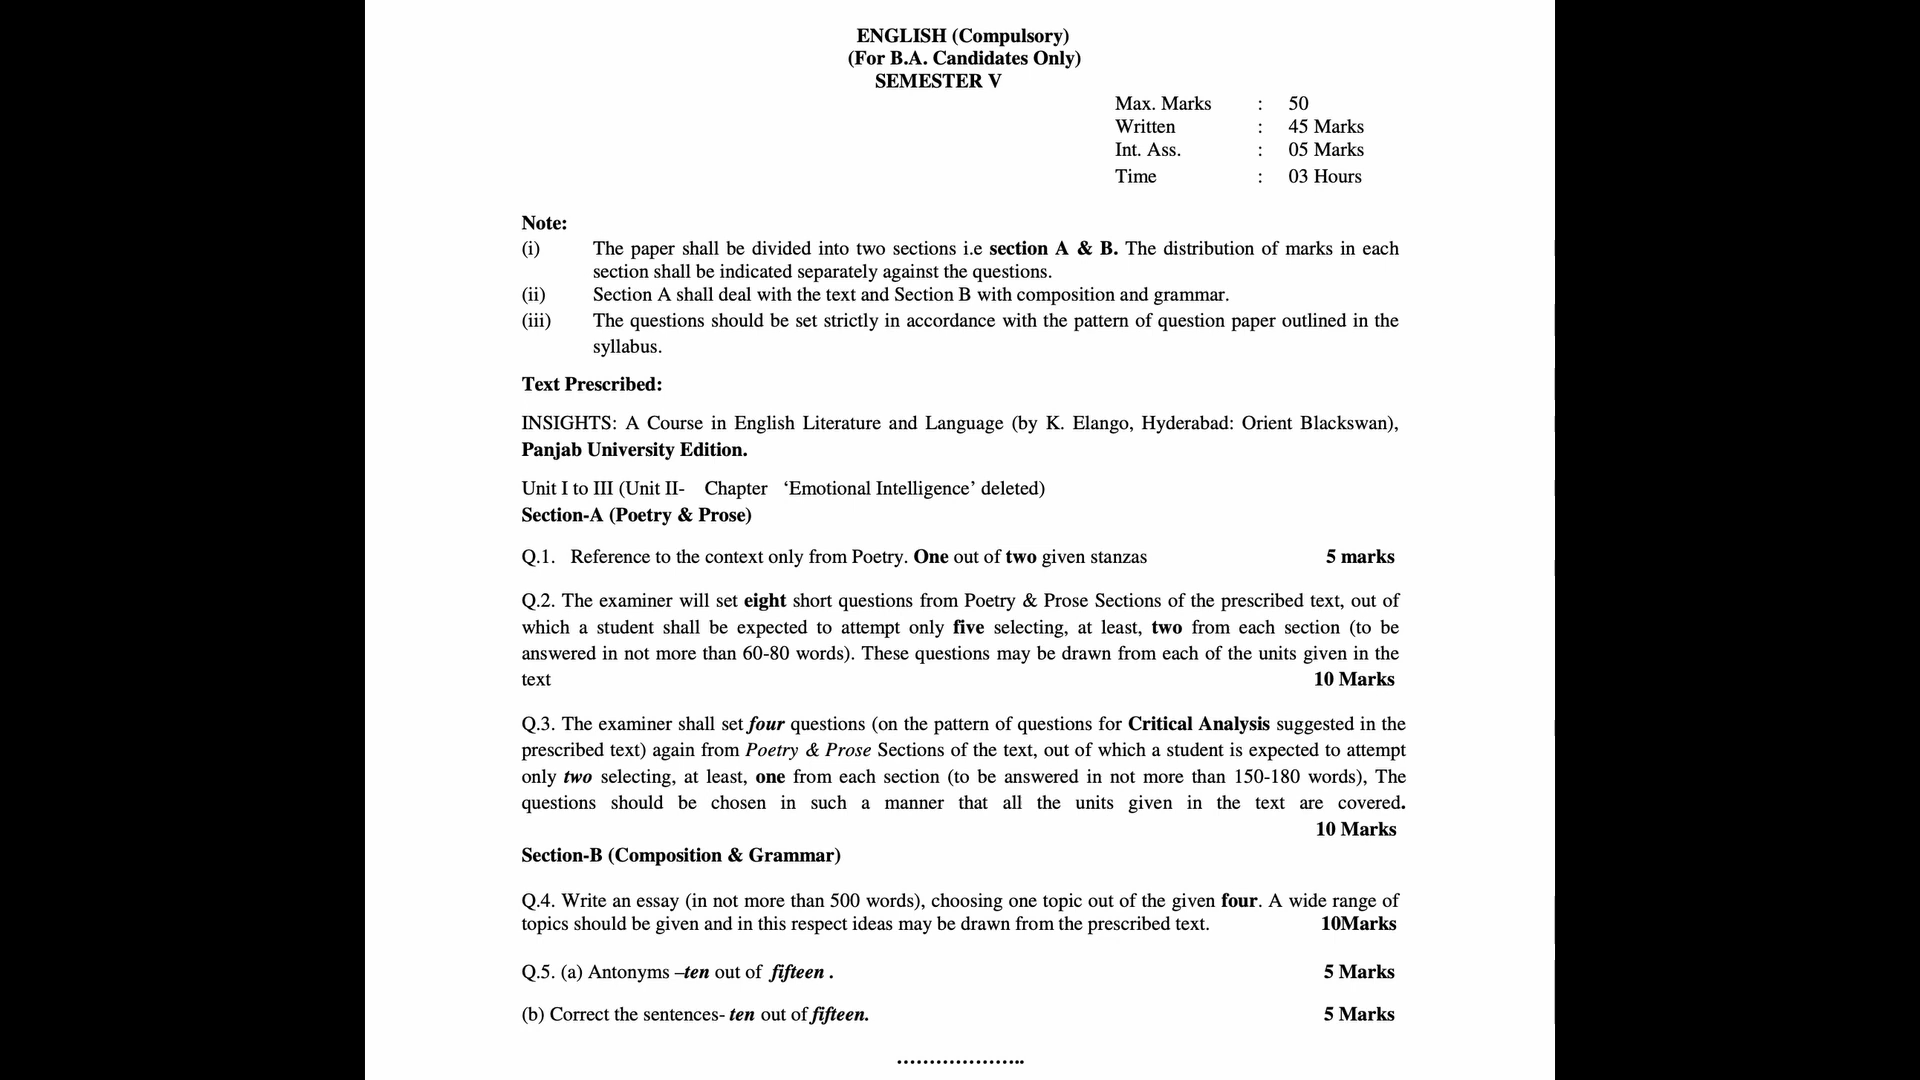 ENGLISH (Compulsory)
(For B.A. Candidates Only)
SEMESTER V
Max. Marks : 50
Written : 45 Marks
Int. Ass. : 05 Marks
Time : 03 Hours
Note:
(i) The paper shall be divided into two sections i.e section A & B. The distribution of marks in each
section shall be indicated separately against the questions.
(ii) Section A shall deal with the text and Section B with composition and grammar.
(iii) The questions should be set strictly in accordance with the pattern of question paper outlined in the
syllabus.
Text Prescribed:
INSIGHTS: A Course in English Literature and Language (by K. Elango, Hyderabad: Orient Blackswan),
Panjab University Edition.
Unit I to III (Unit II- Chapter ‘Emotional Intelligence’ deleted)
Section-A (Poetry & Prose)
Q.1. Reference to the context only from Poetry. One out of two given stanzas 5 marks
Q.2. The examiner will set eight short questions from Poetry & Prose Sections of the prescribed text, out of
which a student shall be expected to attempt only five selecting, at least, two from each section (to be
answered in not more than 60-80 words). These questions may be drawn from each of the units given in the
text 10 Marks
Q.3. The examiner shall set four questions (on the pattern of questions for Critical Analysis suggested in the
prescribed text) again from Poetry & Prose Sections of the text, out of which a student is expected to attempt
only two selecting, at least, one from each section (to be answered in not more than 150-180 words), The
questions should be chosen in such a manner that all the units given in the text are covered.
10 Marks
Section-B (Composition & Grammar)
Q.4. Write an essay (in not more than 500 words), choosing one topic out of the given four. A wide range of
topics should be given and in this respect ideas may be drawn from the prescribed text. 10Marks
Q.5. (a) Antonyms –ten out of fifteen . 5 Marks
(b) Correct the sentences- ten out of fifteen. 5 Marks
………………..